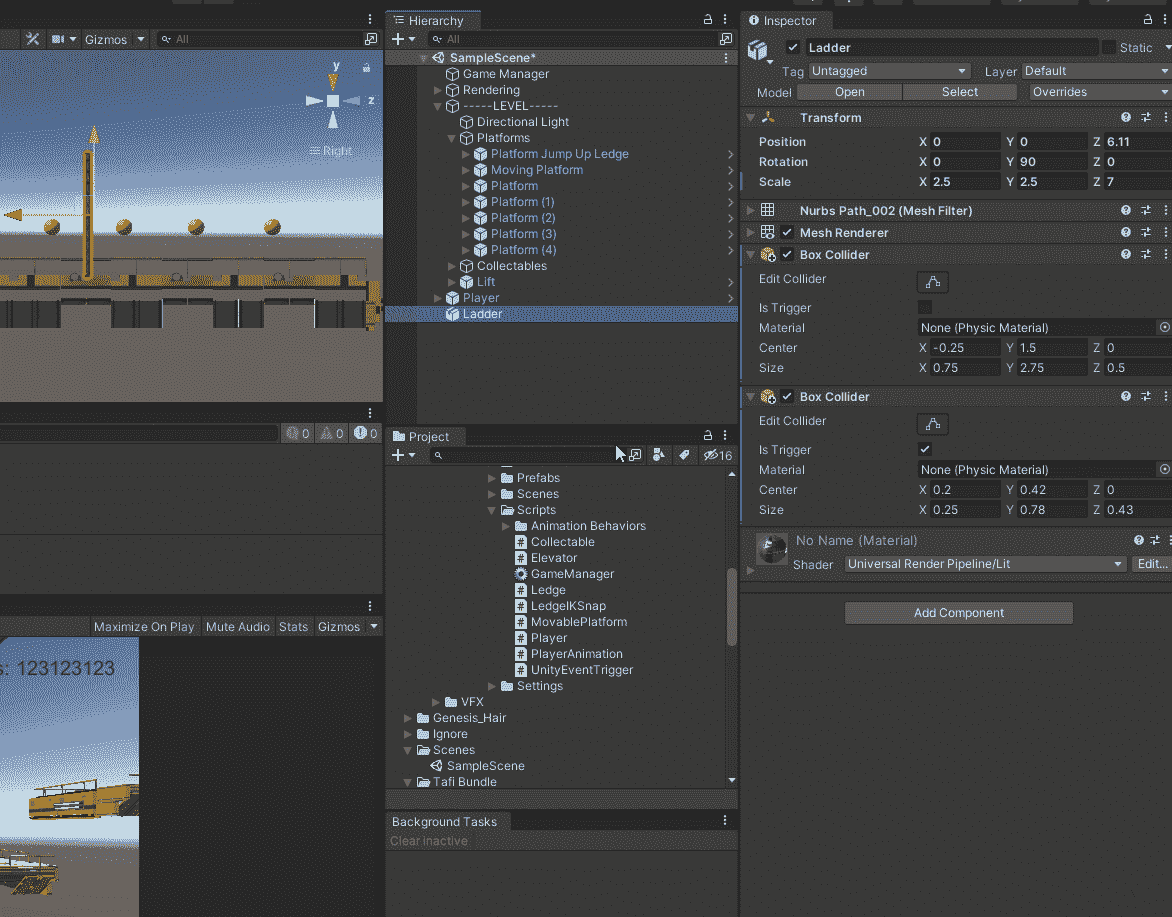 Hierarchy
Inspector
Gizmos
All
All
Ladder
Static
SampleScene*
Tag Untagged
Layer Default
Game Manager
Rendering
Model Open Select Overrides
-----LEVEL-----
Directional Light
Transform
Platforms
Position X 0 Y 0 Z 6.11
Platform Jump Up Ledge
Rotation X 0 Y 90 Z 0
Moving Platform
Scale X 2.5 Y 2.5 Z 7
Platform
Platform (1)
Nurbs Path_002 (Mesh Filter)
Platform (2)
Mesh Renderer
Platform (3)
Box Collider
Platform (4)
Edit Collider
Collectables
Is Trigger
Lift
Material None (Physic Material)
Player
Center X -0.25 Y 1.5 Z 0
Ladder
Size X 0.75 Y 2.75 Z 0.5
y
z
Right
Box Collider
Edit Collider
Is Trigger
Material None (Physic Material)
Center X 0.2 Y 0.42 Z 0
Size X 0.25 Y 0.78 Z 0.43
No Name (Material)
Shader Universal Render Pipeline/Lit Edit...
Add Component
0 0 0
Project
16
Prefabs
Scenes
Scripts
Animation Behaviors
Collectable
Elevator
GameManager
Ledge
LedgeIKSnap
MovablePlatform
Player
PlayerAnimation
UnityEventTrigger
Settings
VFX
Genesis_Hair
Ignore
Scenes
SampleScene
Tafi Bundle
Maximize On Play Mute Audio Stats Gizmos
s: 123123123
Background Tasks
Clear inactive